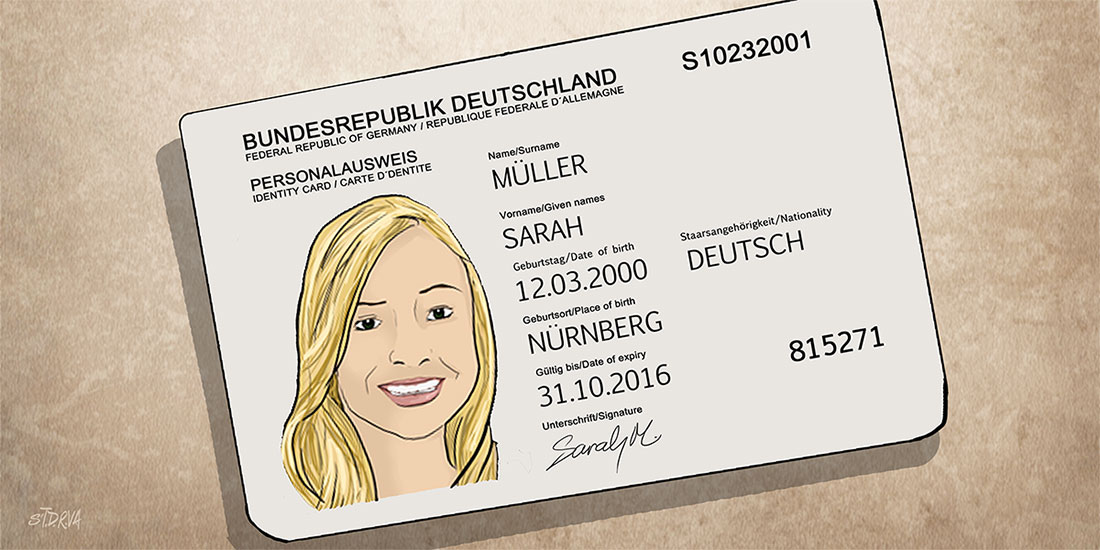 S10232001
BUNDESREPUBLIK DEUTSCHLAND
FEDERAL REPUBLIC OF GERMANY / REPUBLIQUE FEDERALE D´ALLEMAGNE
PERSONALAUSWEIS
IDENTITY CARD / CARTE D´DENTITE
Name/Surname
MÜLLER
Vorname/Given names
SARAH
Geburtstag/Date of birth
12.03.2000
Staarsangehörigkeit/Nationality
DEUTSCH
Geburtsort/Place of birth
NÜRNBERG
Gültig bis/Date of expiry
31.10.2016
815271
Unterschrift/Signature
Sarah M.
ST.DRVA